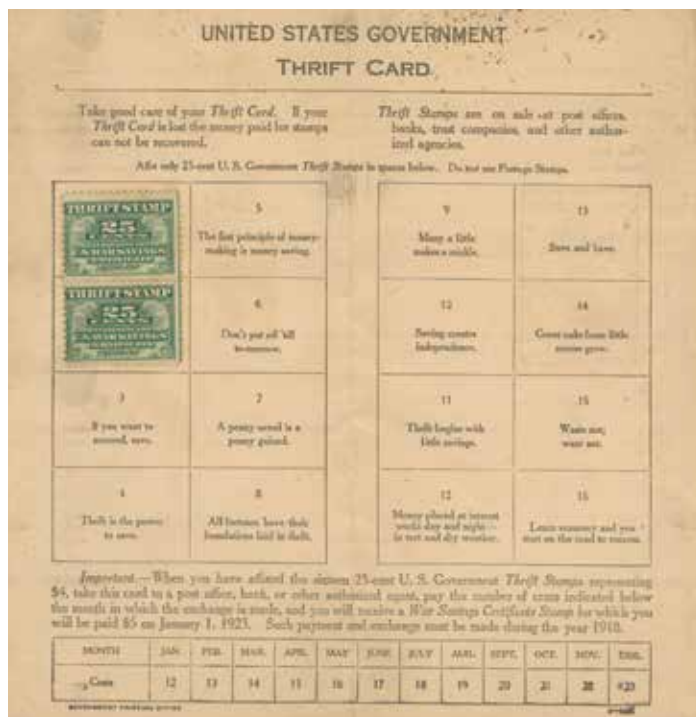 UNITED STATES GOVERNMENT
THRIFT CARD
Take good care of your Thrift Card. If your
Thrift Card is lost the money paid for stamps
can not be recovered.
Thrift Stamps are on sale at post offices,
banks, trust companies, and other author-
ized agencies.
Affix only 25-cent U. S. Government Thrift Stamps in spaces below. Do not use Postage Stamps.
THRIFT STAMP
25
CENTS
U.S. WAR SAVINGS
THRIFT STAMP
25
CENTS
U.S. WAR SAVINGS
3
If you want to
succeed, save.
4
Thrift is the power
to save.
5
The first principle of money-
making is money saving.
6
Don't put off 'till
to-morrow.
7
A penny saved is a
penny gained.
8
All fortunes have their
foundations laid in thrift.
9
Many a little
makes a mickle.
Saving creates
independence.
11
Thrift begins with
little savings.
12
Money placed at interest
works day and night
in wet and dry weather.
13
Save and have.
14
Great oaks from little
acorns grow.
15
Waste not,
want not.
Learn economy and you
start on the road to success.
Important.—When you have affixed the sixteen 25-cent U. S. Government Thrift Stamps representing
$4, take this card to a post office, bank, or other authorized agent, pay the number of cents indicated below
the month in which the exchange is made, and you will receive a War Savings Certificate Stamp for which you
will be paid $5 on January 1, 1923. Such payment and exchange must be made during the year 1918.
MONTH JAN. FEB. MAR. APR. MAY JUNE JULY AUG. SEPT. OCT. NOV. DEC.
Cents 12 13 14 15 16 17 18 19 20 21 22 23
GOVERNMENT PRINTING OFFICE